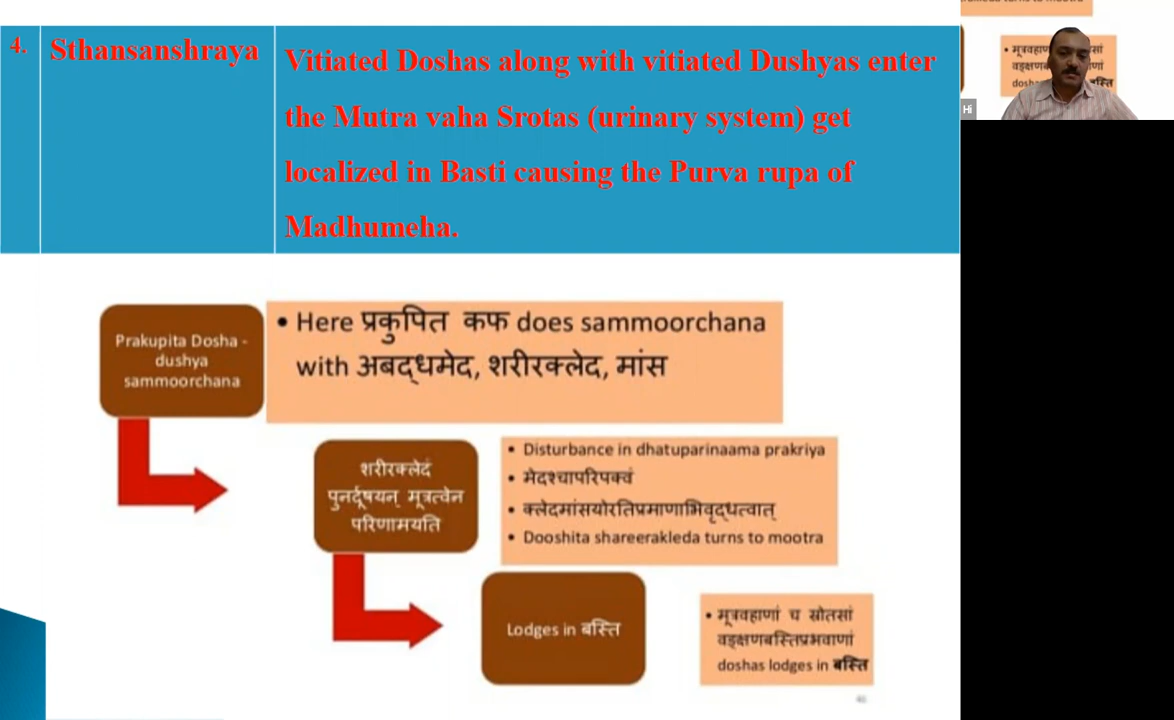 4.
Sthansanshraya
Vitiated Doshas along with vitiated Dushyas enter
the Mutra vaha Srotas (urinary system) get
localized in Basti causing the Purva rupa of
Madhumeha.
Prakupita Dosha -
dushya
sammoorchana
• Here प्रकुपित कफ does sammoorchana
with अबद्धमेद, शरीरक्लेद, मांस
शरीरक्लेदं
पुनर्दूषयन् मूत्रत्वेन
परिणामयति
• Disturbance in dhatuparinaama prakriya
• मेदश्चापरिपक्वं
• क्लेदमांसयोरतिप्रमाणाभिवृद्धत्वात्
• Dooshita shareerakleda turns to mootra
Lodges in बस्ति
• मूत्रवहाणां च स्रोतसां
वङ्क्षणबस्तिप्रभवाणां
doshas lodges in बस्ति
Hi